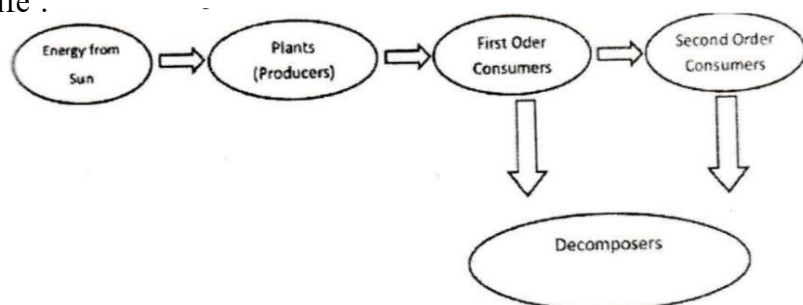 Energy from
Sun
Plants
(Producers)
First Oder
Consumers
Second Order
Consumers
Decomposers